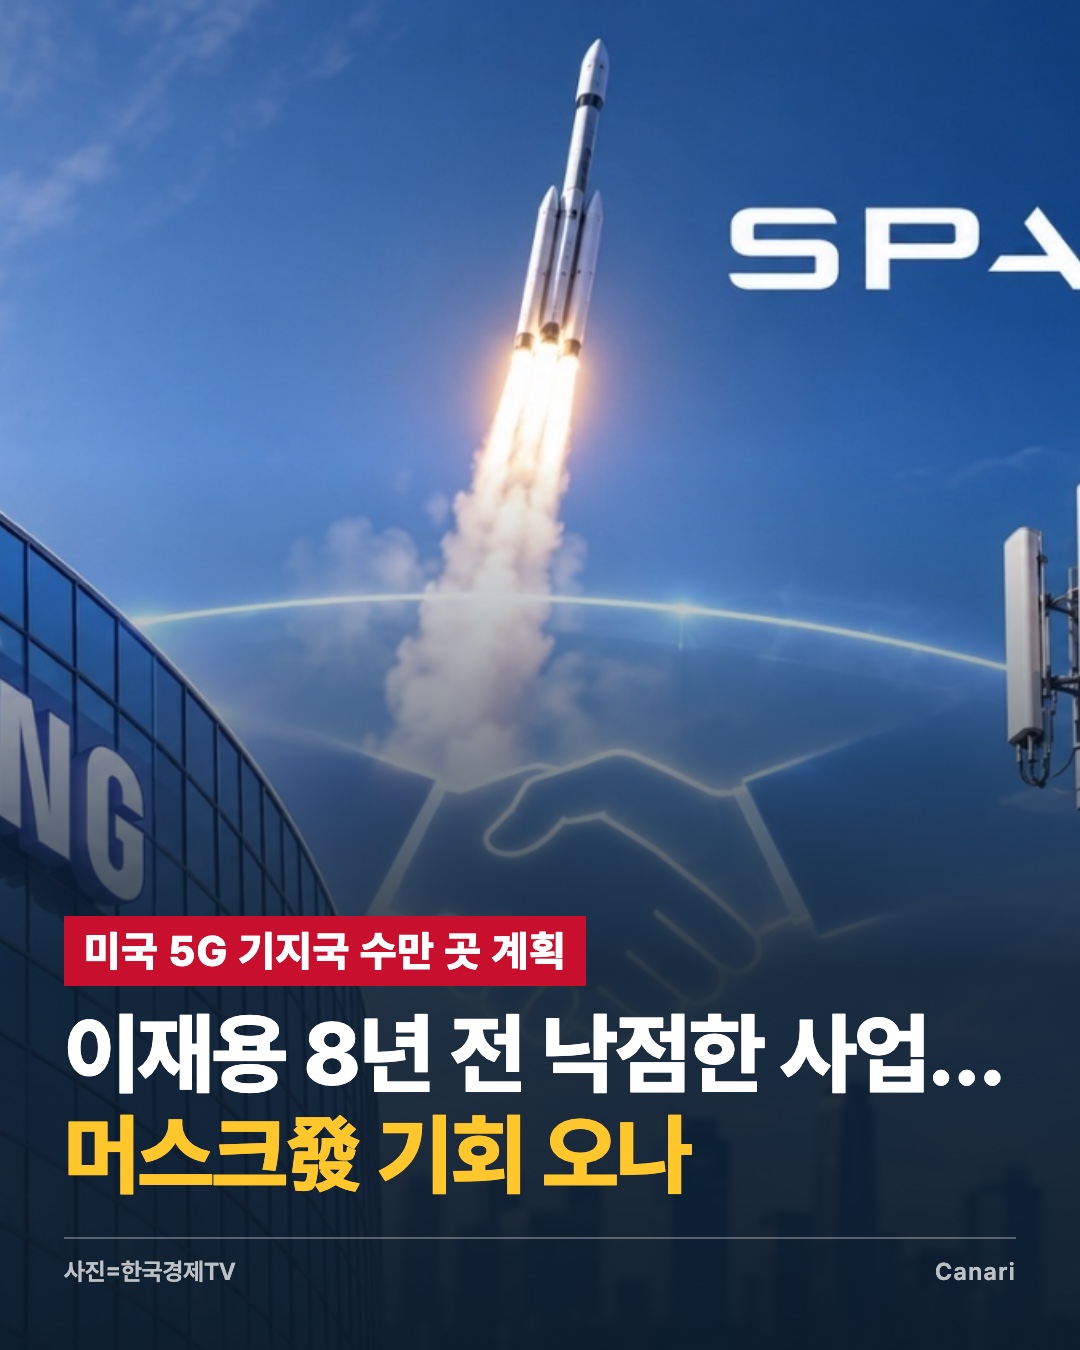 SPA
NG
미국 5G 기지국 수만 곳 계획
이재용 8년 전 낙점한 사업...
머스크發 기회 오나
사진=한국경제TV
Canari